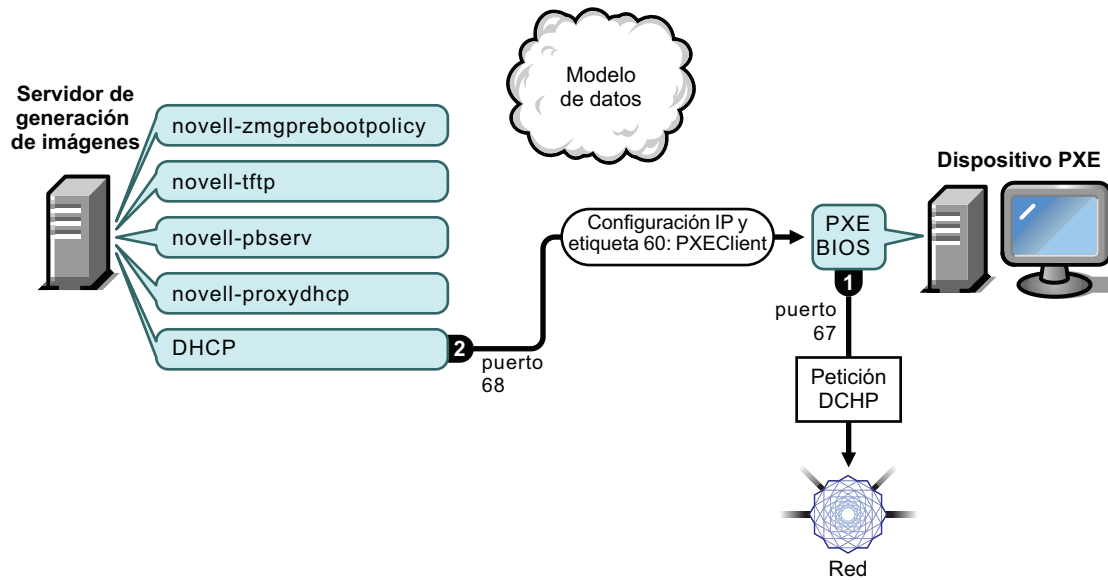 Modelo
de datos
Servidor de
generación
de imágenes
novell-zmgprebootpolicy
novell-tftp
novell-pbserv
novell-proxydhcp
DHCP
2
puerto
68
Configuración IP y
etiqueta 60: PXEClient
Dispositivo PXE
PXE
BIOS
1
puerto
67
Petición
DCHP
Red